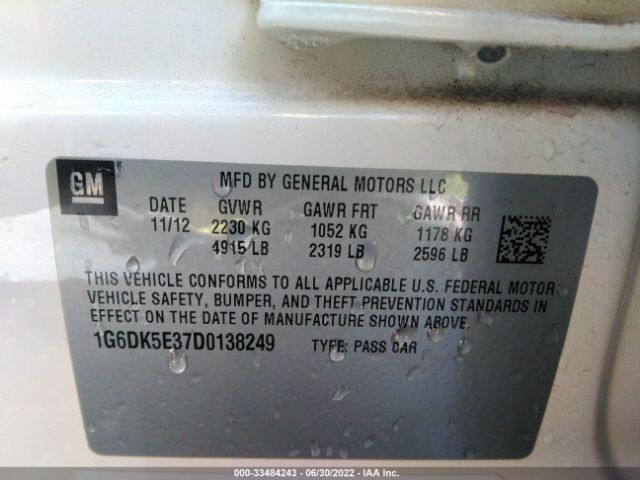 GM
MFD BY GENERAL MOTORS LLC
DATE GVWR GAWR FRT GAWR RR
11/12 2230 KG 1052 KG 1178 KG
4915 LB 2319 LB 2596 LB
THIS VEHICLE CONFORMS TO ALL APPLICABLE U.S. FEDERAL MOTOR
VEHICLE SAFETY, BUMPER, AND THEFT PREVENTION STANDARDS IN
EFFECT ON THE DATE OF MANUFACTURE SHOWN ABOVE.
1G6DK5E37D0138249 TYPE: PASS CAR
000-33484243 - 06/30/2022 - IAA Inc.